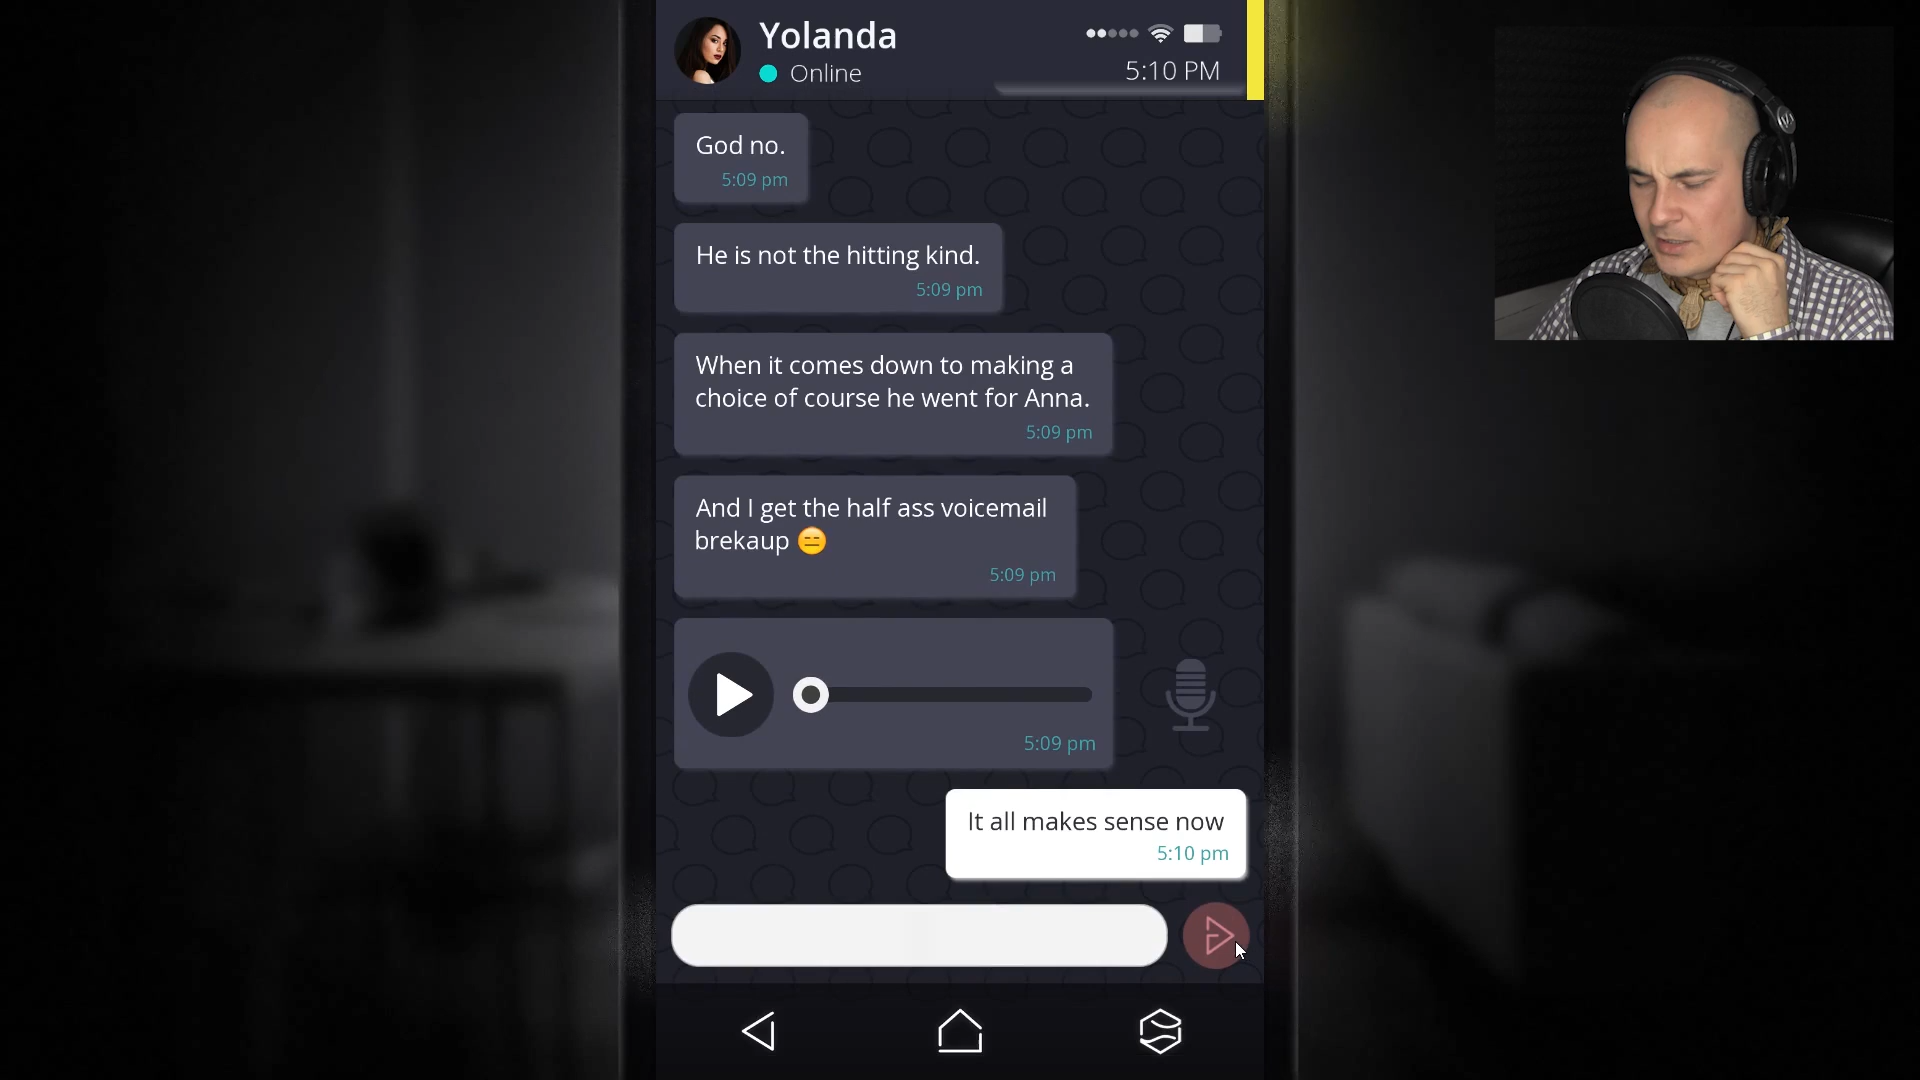 Yolanda
Online
5:10 PM
God no.
5:09 pm
He is not the hitting kind.
5:09 pm
When it comes down to making a
choice of course he went for Anna.
5:09 pm
And I get the half ass voicemail
brekaup 😑
5:09 pm
5:09 pm
It all makes sense now
5:10 pm